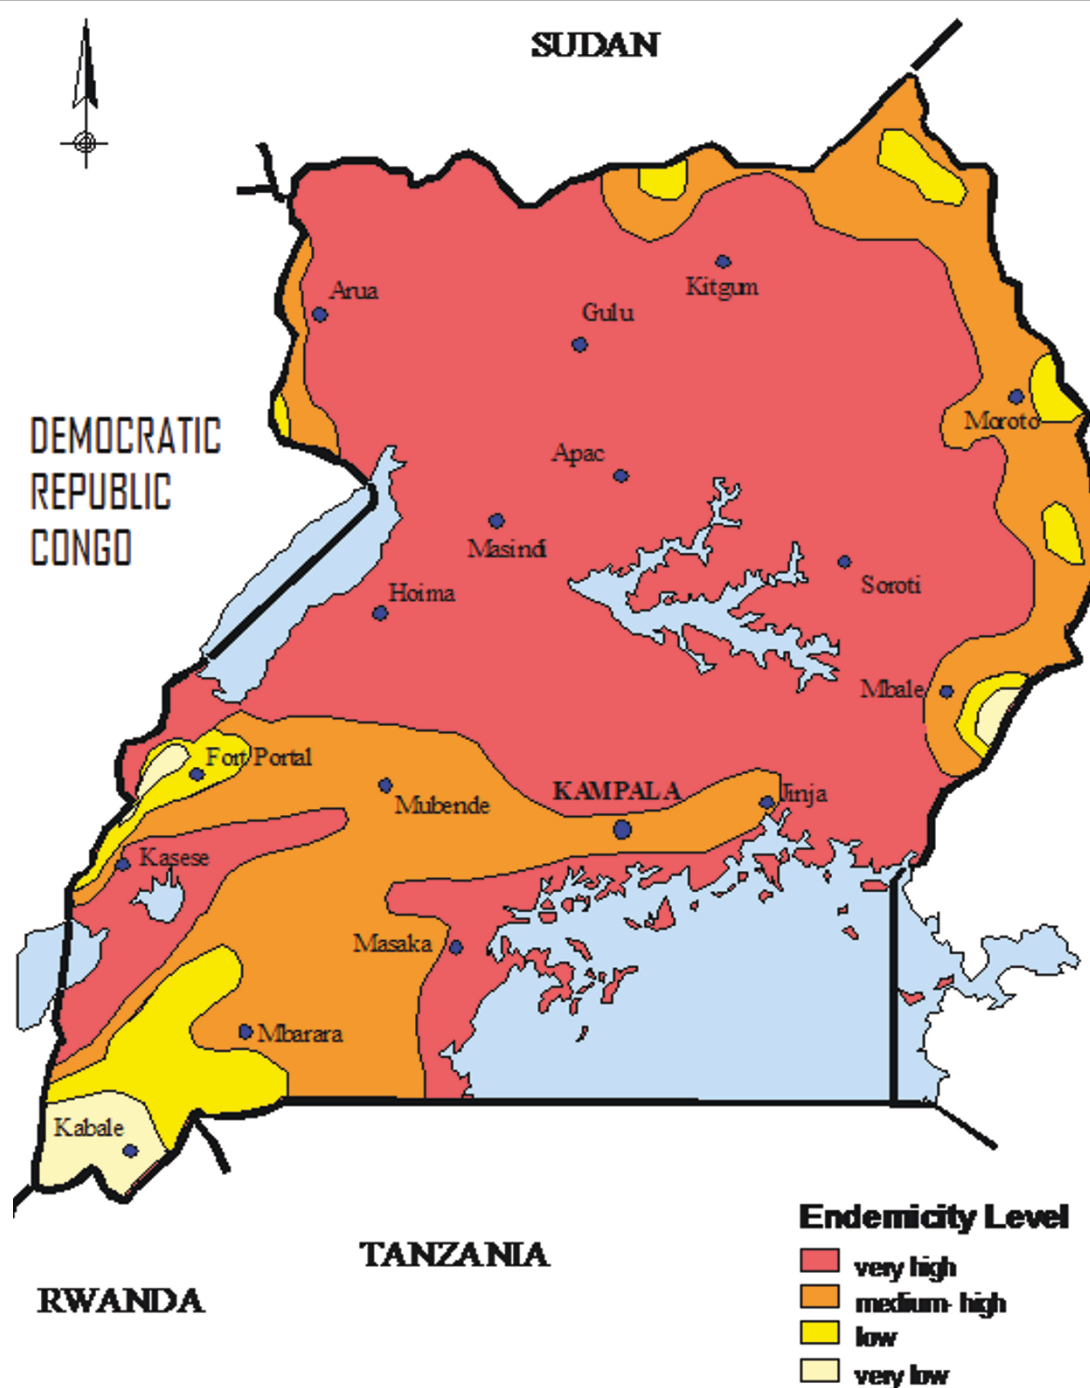 SUDAN
Arua
Kitgum
Gulu
Moroto
DEMOCRATIC
REPUBLIC
CONGO
Apac
Masindi
Hoima
Soroti
Mbale
Fort Portal
KAMPALA
Jinja
Mubende
Kasese
Masaka
Mbarara
Kabale
TANZANIA
RWANDA
Endemicity Level
very high
medium- high
low
very low